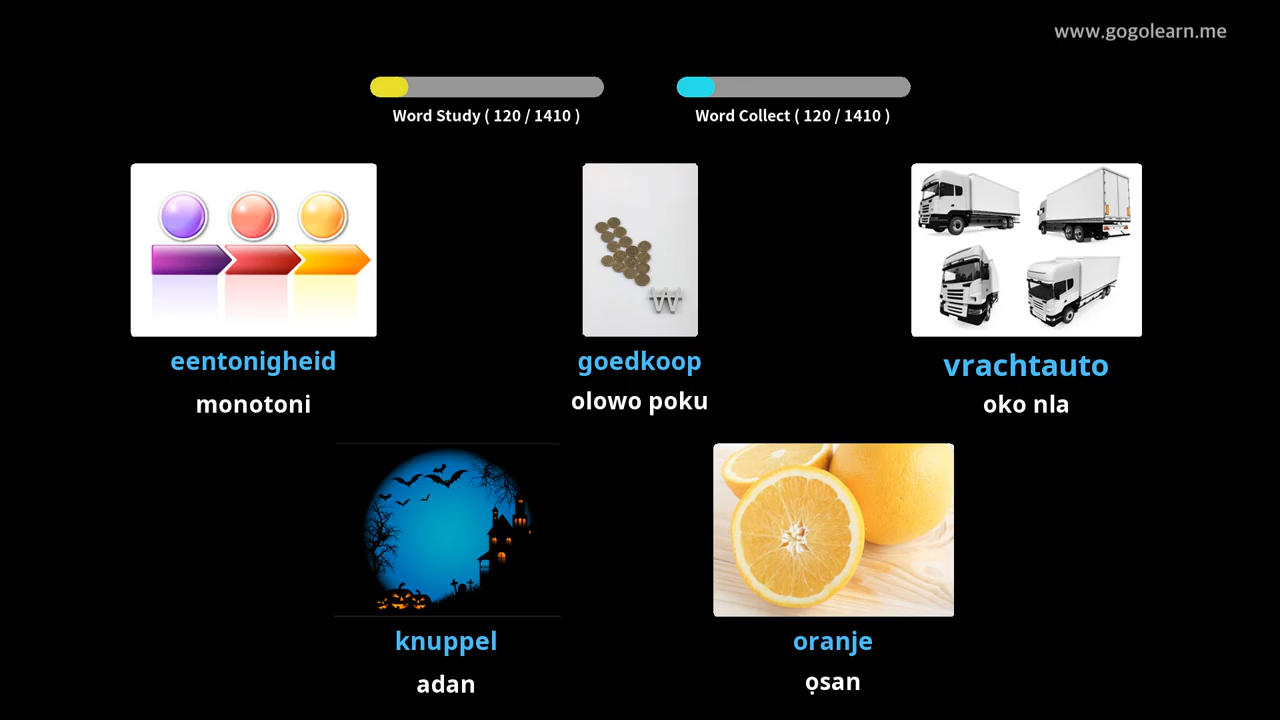 www.gogolearn.me
Word Study ( 120 / 1410 )
Word Collect ( 120 / 1410 )
eentonigheid
monotoni
goedkoop
olowo poku
vrachtauto
oko nla
knuppel
adan
oranje
ọsan